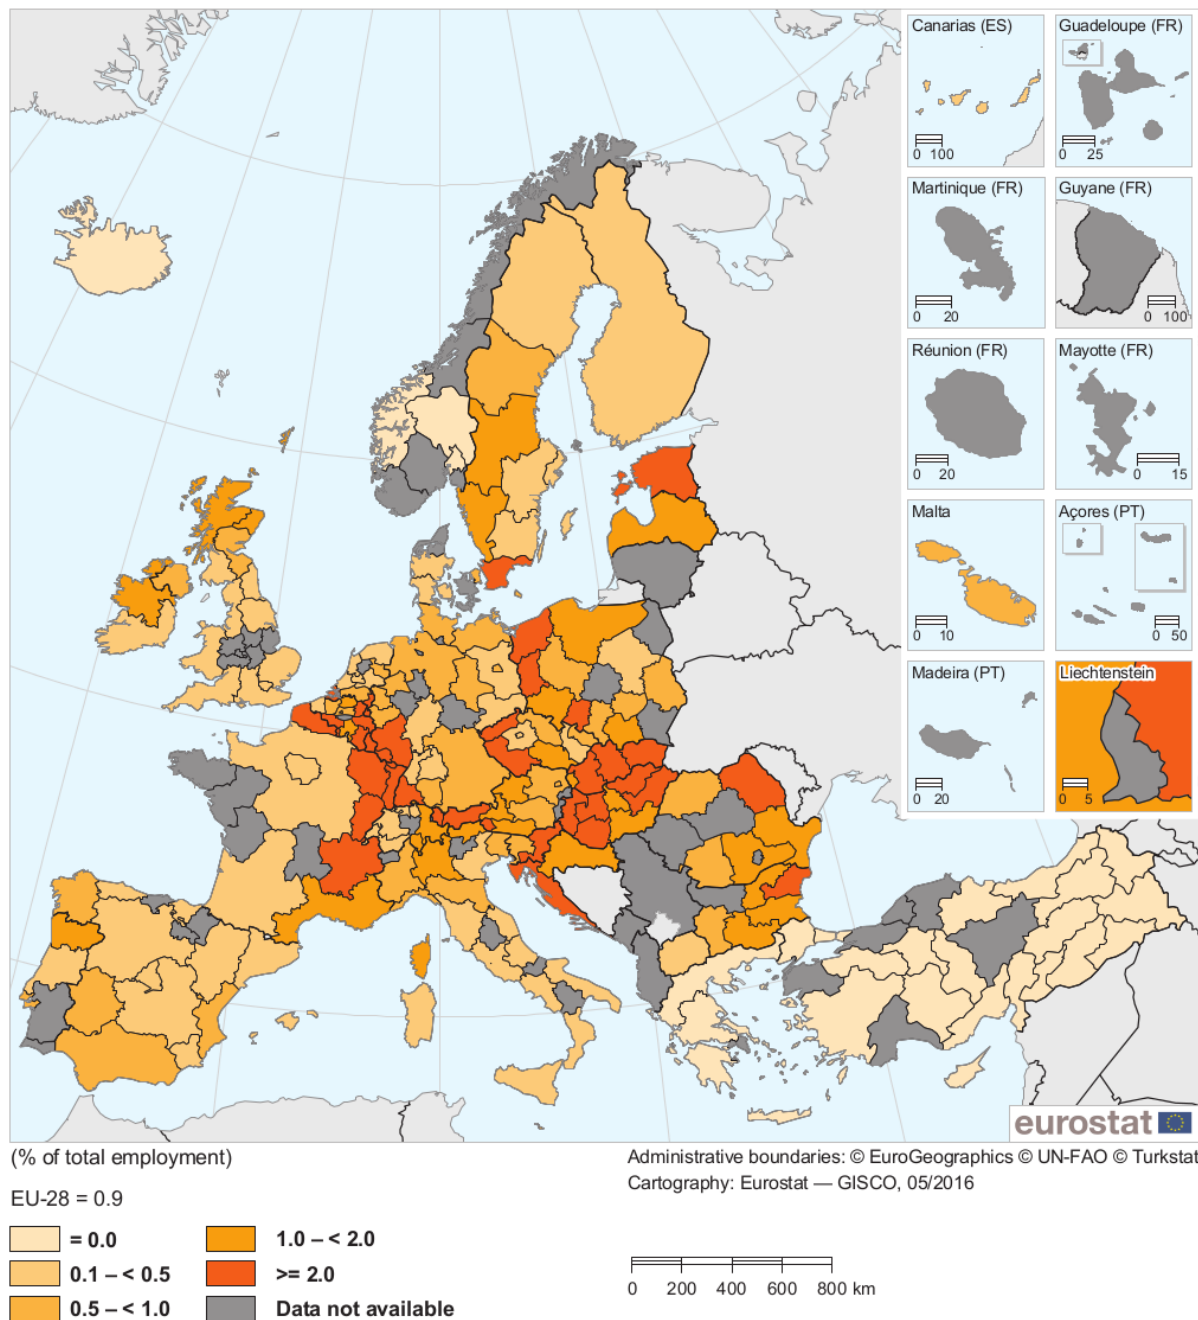 Canarias (ES)
0 100
Guadeloupe (FR)
0 25
Martinique (FR)
0 20
Guyane (FR)
0 100
Réunion (FR)
0 20
Mayotte (FR)
0 15
Malta
0 10
Açores (PT)
0 50
Madeira (PT)
0 20
Liechtenstein
0 5
eurostat
(% of total employment)
Administrative boundaries: © EuroGeographics © UN-FAO © Turkstat
Cartography: Eurostat — GISCO, 05/2016
EU-28 = 0.9
= 0.0
0.1 – < 0.5
0.5 – < 1.0
1.0 – < 2.0
>= 2.0
Data not available
0 200 400 600 800 km